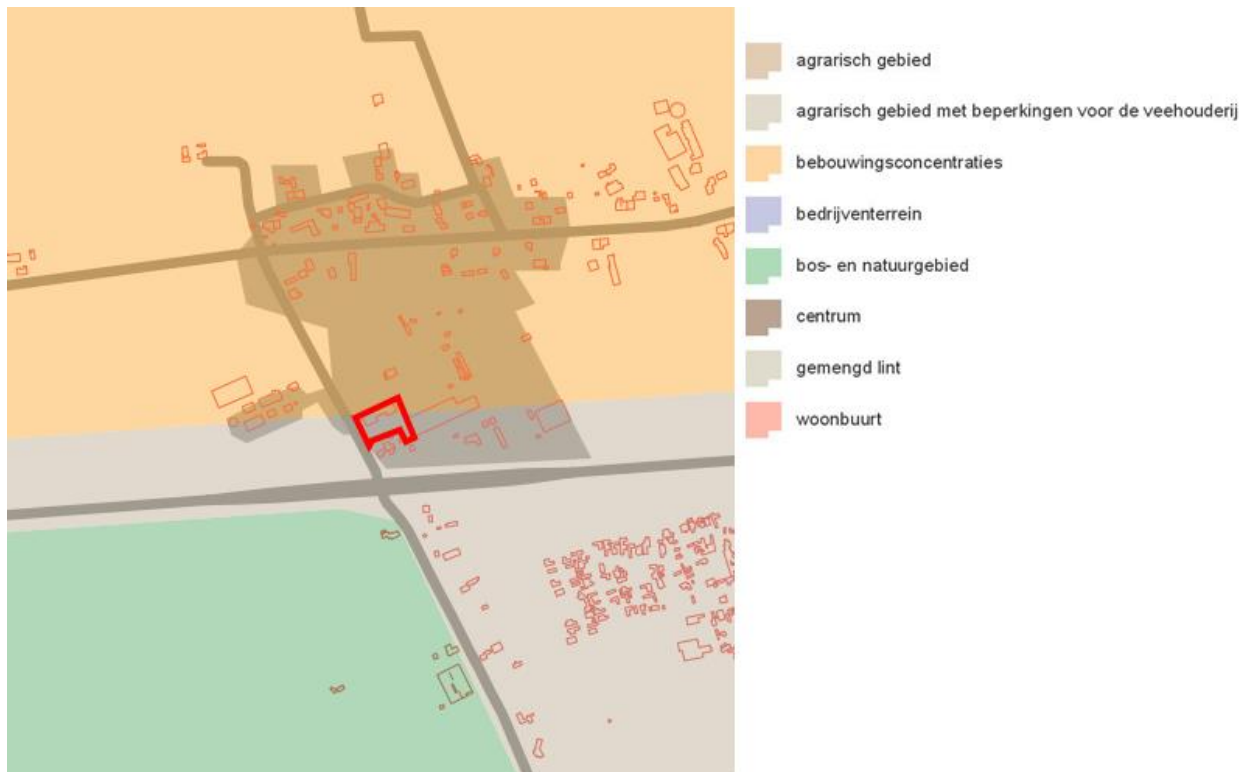 agrarisch gebied
agrarisch gebied met beperkingen voor de veehouderij
bebouwingsconcentraties
bedrijventerrein
bos- en natuurgebied
centrum
gemengd lint
woonbuurt